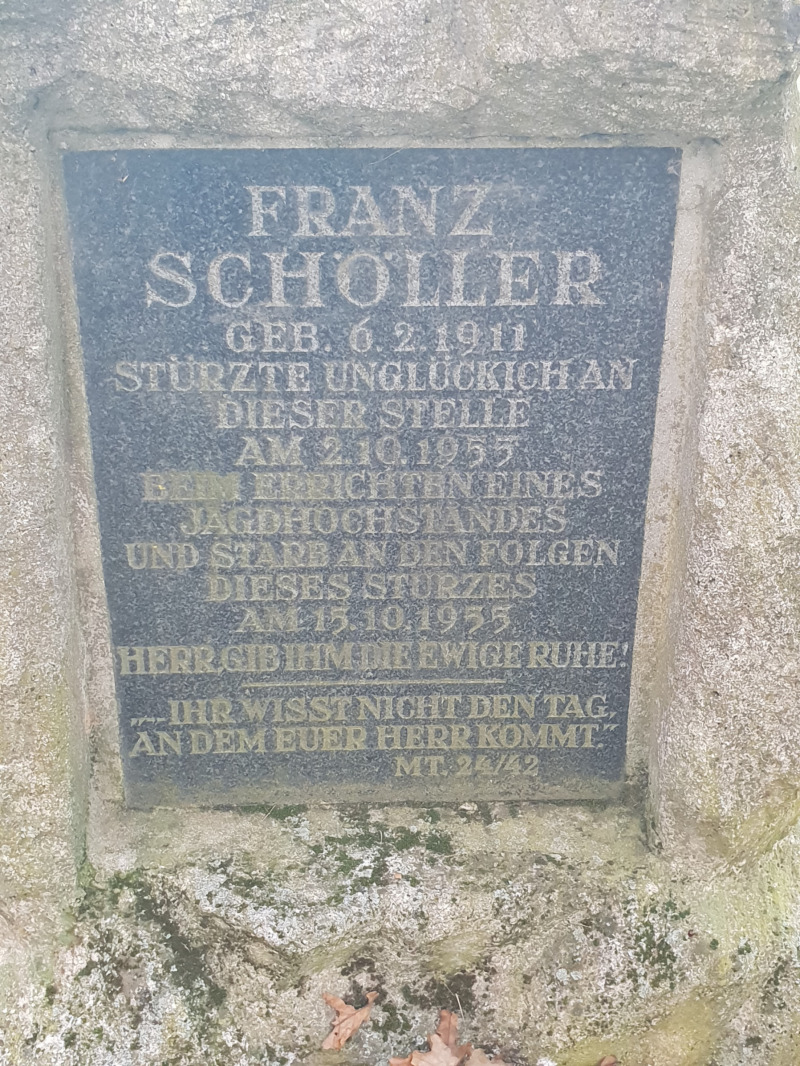 FRANZ
SCHÖLLER
GEB. 6. 2. 1911
STÜRZTE UNGLÜCKICH AN
DIESER STELLE
AM 2.10.1955
BEIM ERRICHTEN EINES
JAGDHOCHSTANDES
UND STARB AN DEN FOLGEN
DIESES STURZES
AM 15.10.1955
HERR, GIB IHM DIE EWIGE RUHE!
„... IHR WISST NICHT DEN TAG,
AN DEM EUER HERR KOMMT."
MT. 24/42